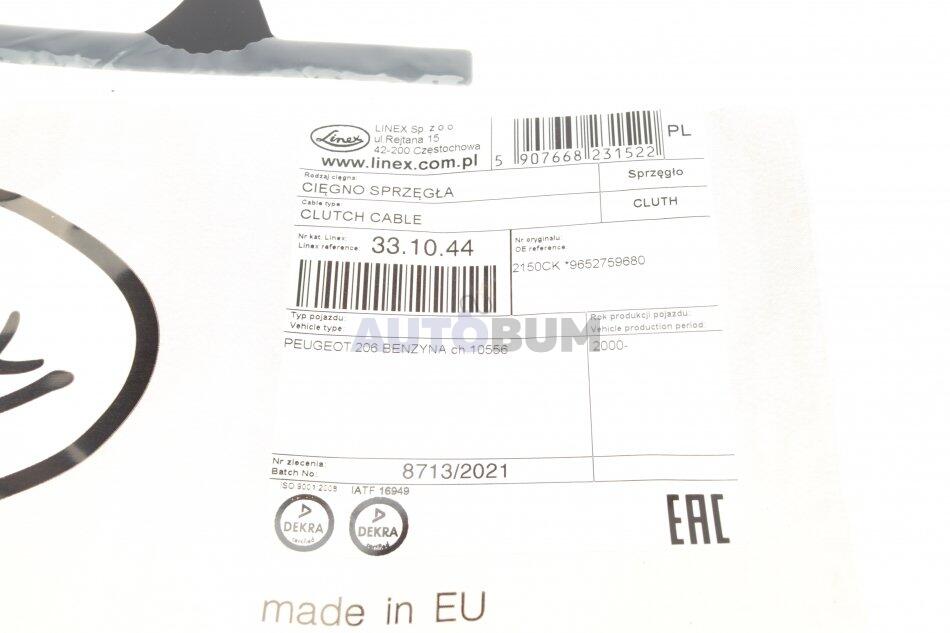 Linex
LINEX Sp. z o o
ul.Rejtana 15
42-200 Częstochowa
www.linex.com.pl
5 907668 231522
PL
Rodzaj cięgna:
CIĘGNO SPRZĘGŁA
Sprzęgło
Cable type:
CLUTCH CABLE
CLUTH
Nr kat. Linex:
Linex reference:
33.10.44
Nr oryginału:
OE reference
2150CK *9652759680
Typ pojazdu:
Vehicle type:
Rok produkcji pojazdu:
Vehicle production period:
AUTOBUM
PEUGEOT 206 BENZYNA ch 10556
2000-
Nr zlecenia:
Batch No.:
8713/2021
ISO 9001:2008
IATF 16949
DEKRA
certified
DEKRA
certified
EAC
made in EU